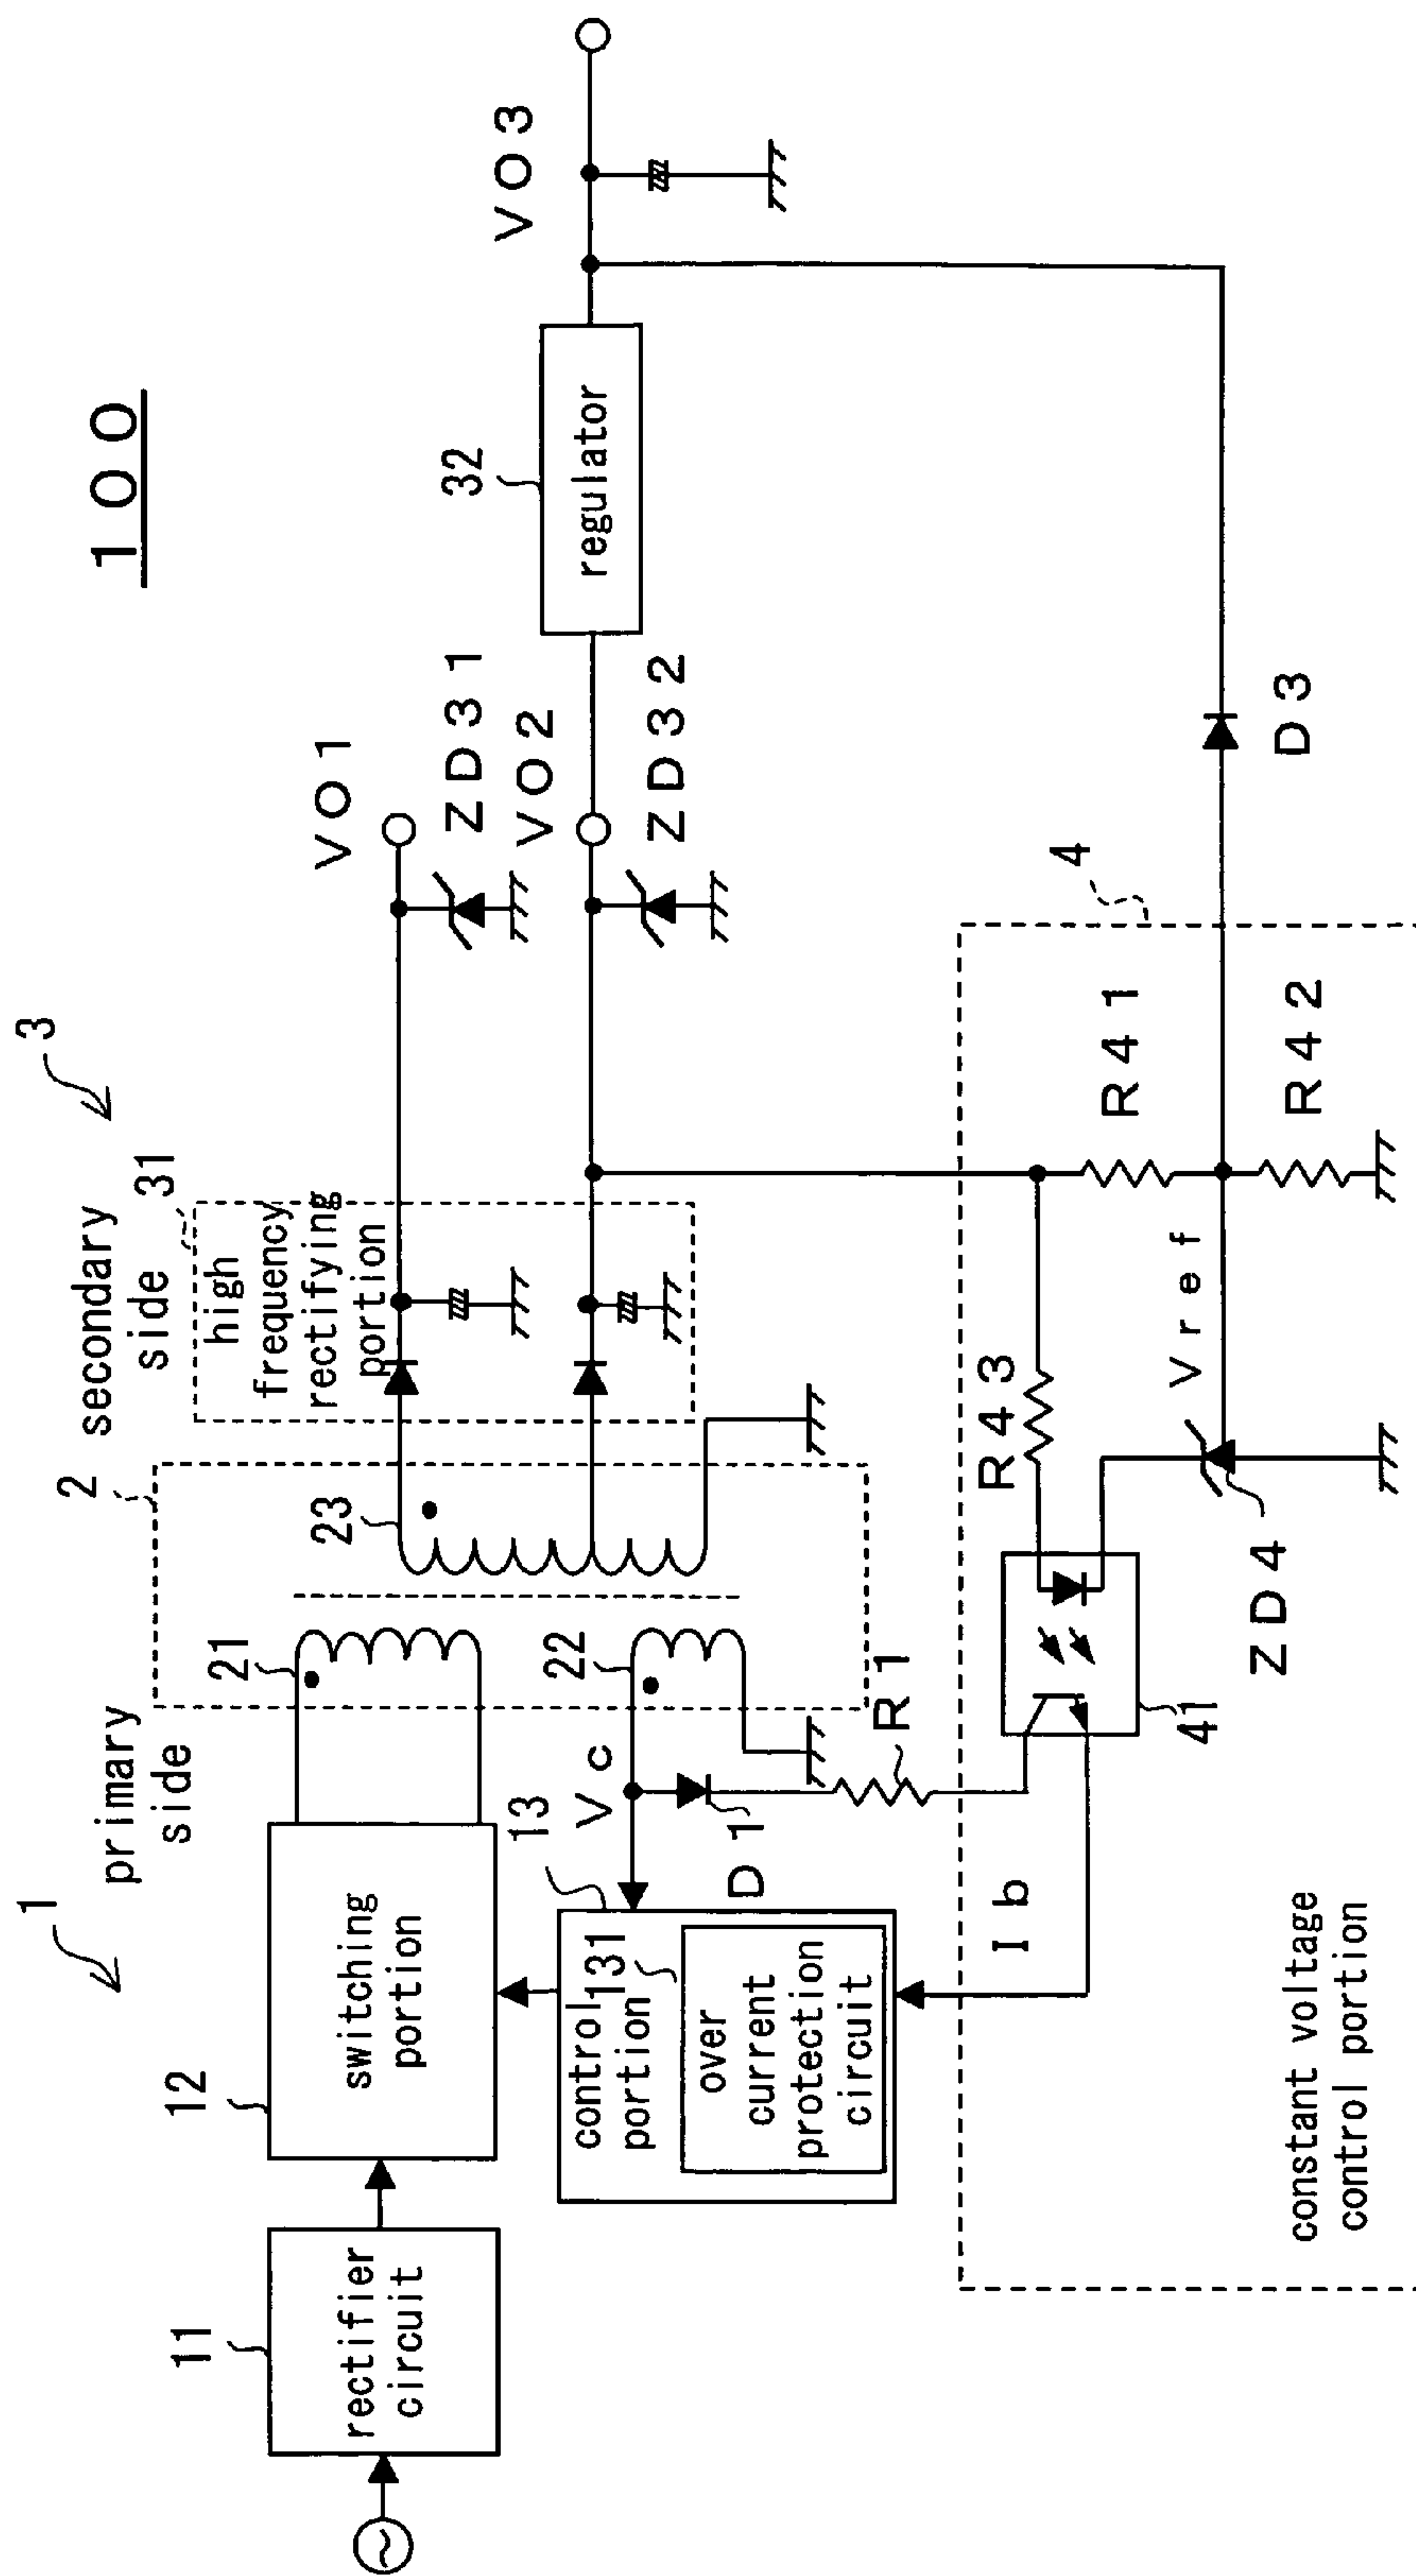 100
1
primary
side
secondary
side
3
2
11
rectifier
circuit
12
switching
portion
13
control
portion
131
over
current
protection
circuit
21
22
23
Vc
D1
R1
31
high
frequency
rectifying
portion
VO1
ZD31
VO2
ZD32
32
regulator
VO3
4
Ib
41
R43
R41
R42
Vref
ZD4
D3
constant voltage
control portion